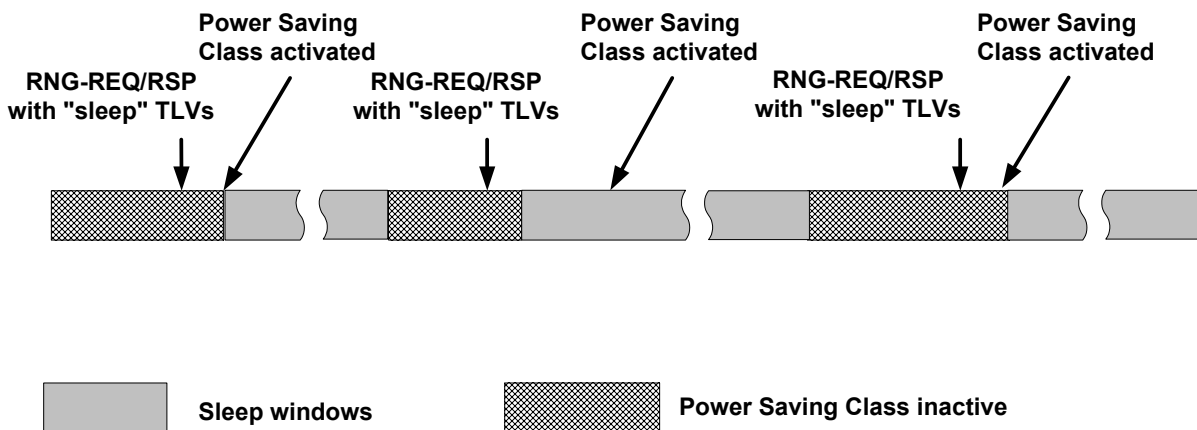 Power Saving
Class activated
RNG-REQ/RSP
with "sleep" TLVs
Power Saving
Class activated
RNG-REQ/RSP
with "sleep" TLVs
Power Saving
Class activated
RNG-REQ/RSP
with "sleep" TLVs
Sleep windows
Power Saving Class inactive